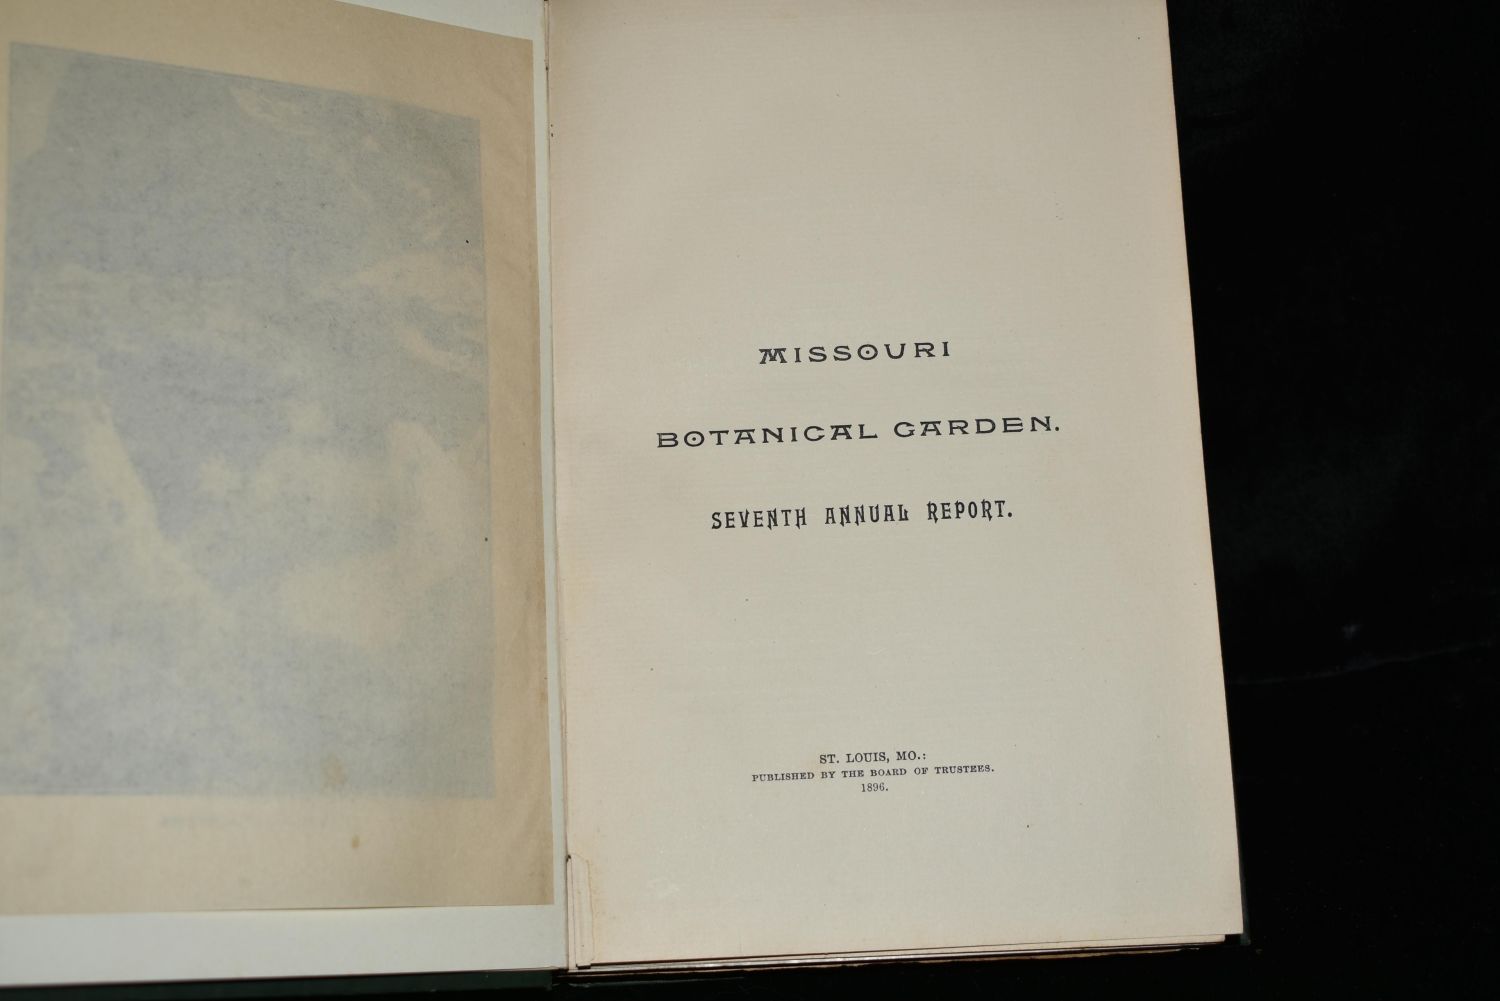 MISSOURI
BOTANICAL GARDEN.
SEVENTH ANNUAL REPORT.
ST. LOUIS, MO.:
PUBLISHED BY THE BOARD OF TRUSTEES.
1896.